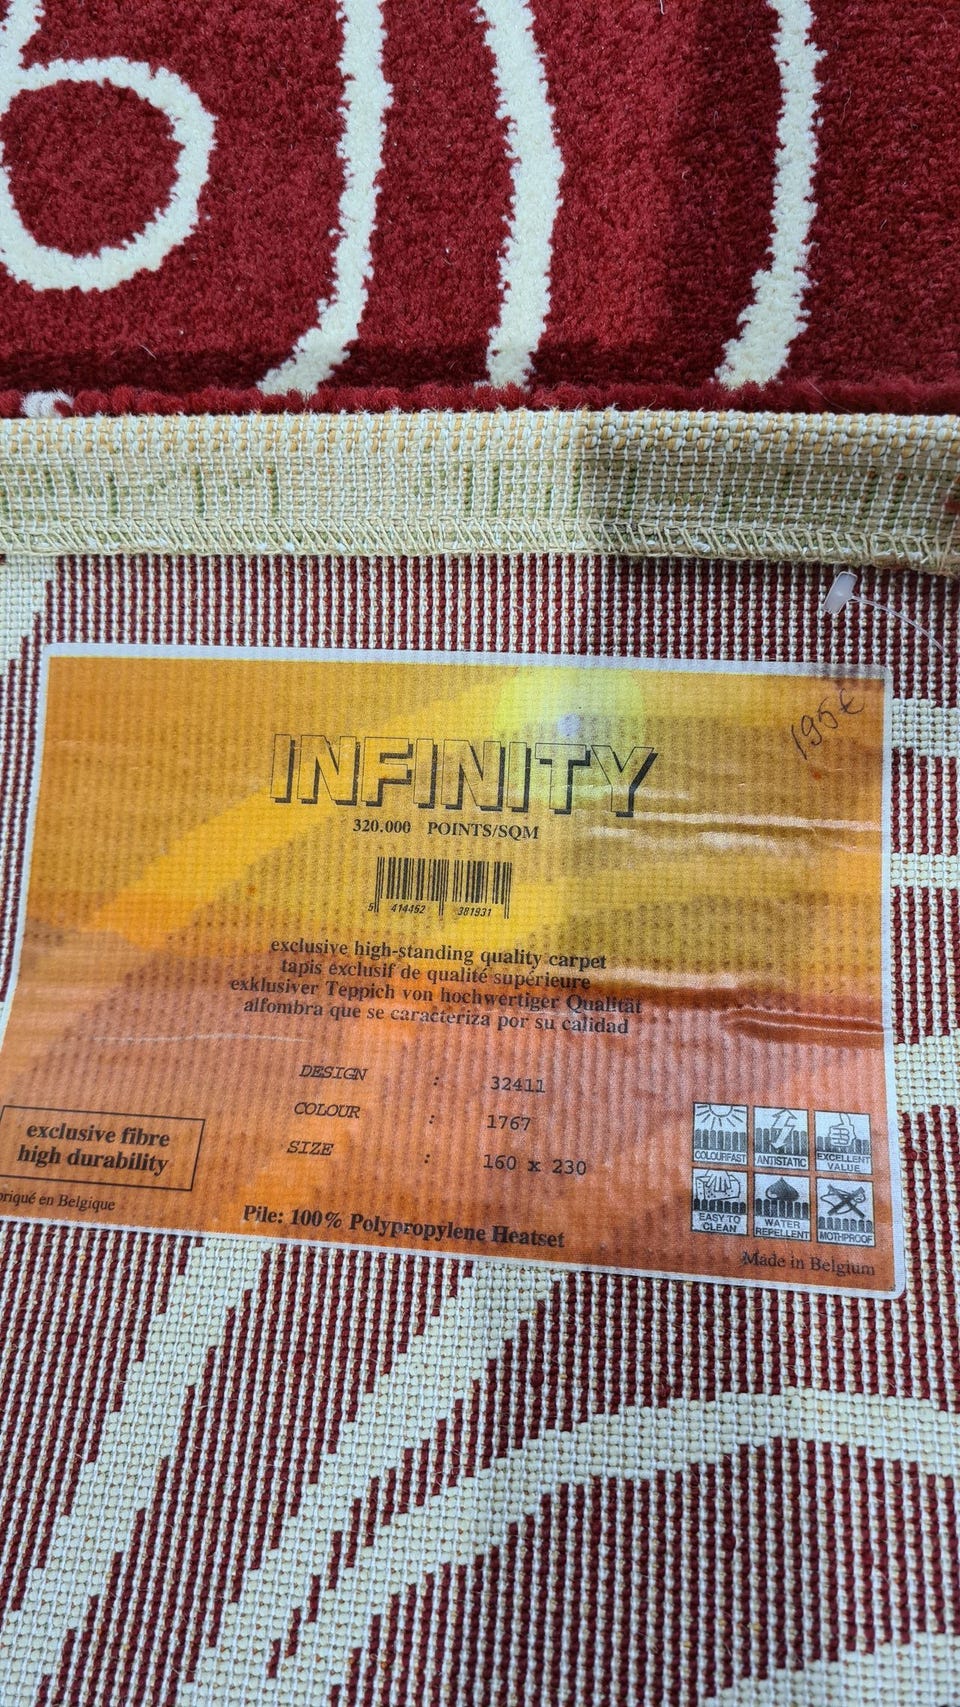 195 €
INFINITY
320.000 POINTS/SQM
5 414452 381931
exclusive high-standing quality carpet
tapis exclusif de qualité supérieure
exklusiver Teppich von hochwertiger Qualität
alfombra que se caracteriza por su calidad
DESIGN : 32411
COLOUR : 1767
SIZE : 160 x 230
exclusive fibre
high durability
briqué en Belgique
Pile: 100% Polypropylene Heatset
COLOURFAST
ANTISTATIC
EXCELLENT
VALUE
EASY TO
CLEAN
WATER
REPELLENT
MOTHPROOF
Made in Belgium